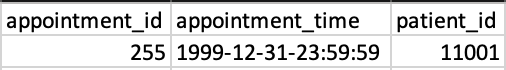 appointment_id appointment_time patient_id
255 1999-12-31-23:59:59 11001